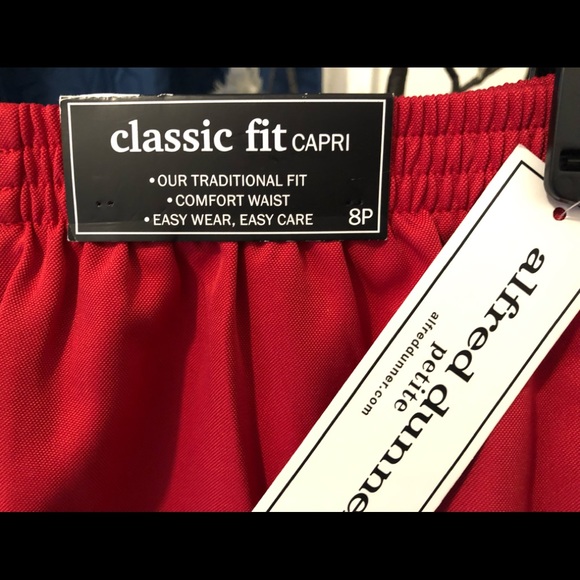 classic fit CAPRI
•OUR TRADITIONAL FIT
•COMFORT WAIST
•EASY WEAR, EASY CARE
8P
alfred dunne
petite
alfreddunner.com